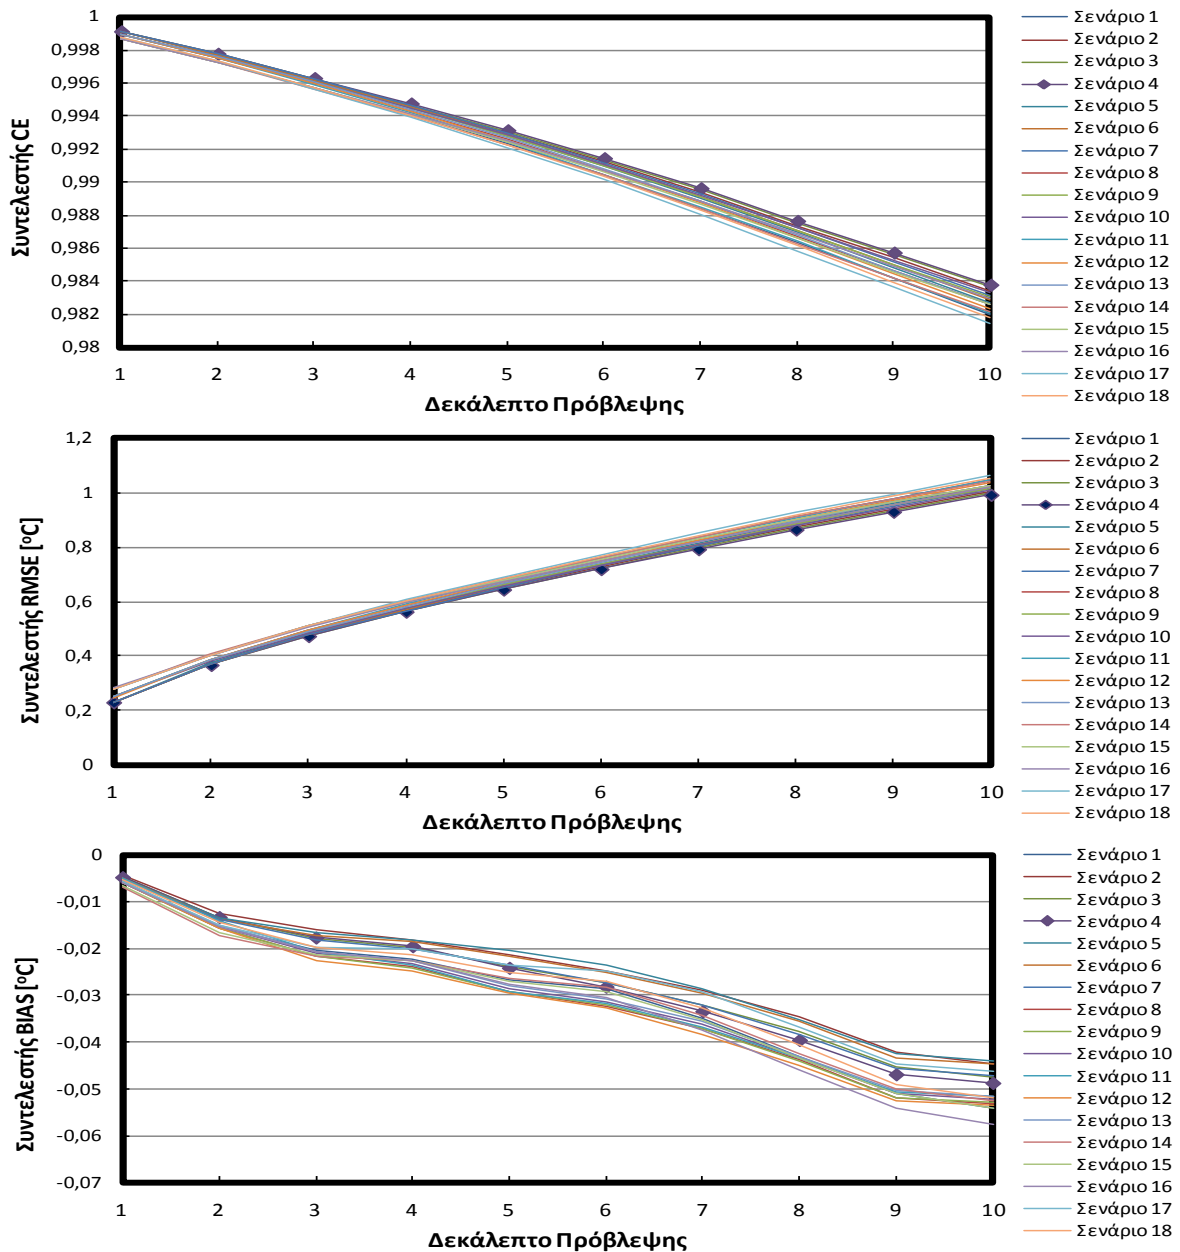 Συντελεστής CE
1
0,998
0,996
0,994
0,992
0,99
0,988
0,986
0,984
0,982
0,98
1 2 3 4 5 6 7 8 9 10
Δεκάλεπτο Πρόβλεψης
Σενάριο 1
Σενάριο 2
Σενάριο 3
Σενάριο 4
Σενάριο 5
Σενάριο 6
Σενάριο 7
Σενάριο 8
Σενάριο 9
Σενάριο 10
Σενάριο 11
Σενάριο 12
Σενάριο 13
Σενάριο 14
Σενάριο 15
Σενάριο 16
Σενάριο 17
Σενάριο 18
Συντελεστής RMSE [οC]
1,2
1
0,8
0,6
0,4
0,2
0
1 2 3 4 5 6 7 8 9 10
Δεκάλεπτο Πρόβλεψης
Σενάριο 1
Σενάριο 2
Σενάριο 3
Σενάριο 4
Σενάριο 5
Σενάριο 6
Σενάριο 7
Σενάριο 8
Σενάριο 9
Σενάριο 10
Σενάριο 11
Σενάριο 12
Σενάριο 13
Σενάριο 14
Σενάριο 15
Σενάριο 16
Σενάριο 17
Σενάριο 18
Συντελεστής BIAS [οC]
0
-0,01
-0,02
-0,03
-0,04
-0,05
-0,06
-0,07
1 2 3 4 5 6 7 8 9 10
Δεκάλεπτο Πρόβλεψης
Σενάριο 1
Σενάριο 2
Σενάριο 3
Σενάριο 4
Σενάριο 5
Σενάριο 6
Σενάριο 7
Σενάριο 8
Σενάριο 9
Σενάριο 10
Σενάριο 11
Σενάριο 12
Σενάριο 13
Σενάριο 14
Σενάριο 15
Σενάριο 16
Σενάριο 17
Σενάριο 18